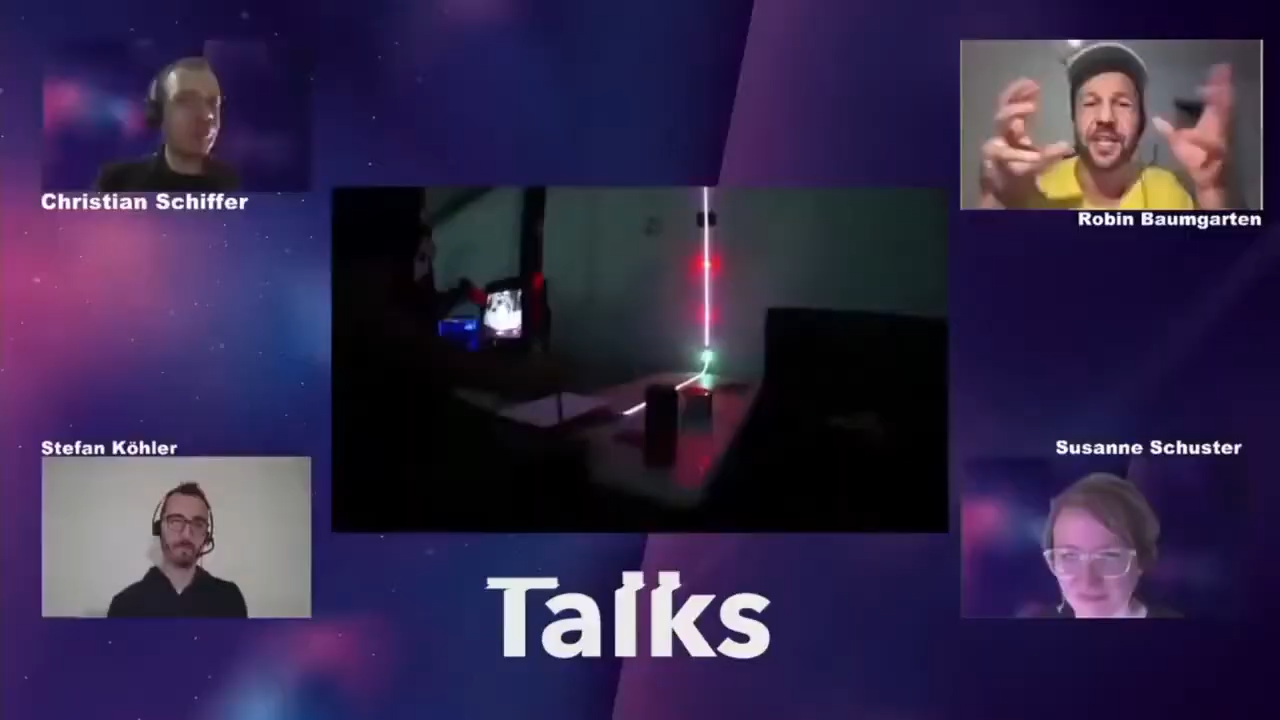 Christian Schiffer
Robin Baumgarten
Stefan Köhler
Susanne Schuster
Talks